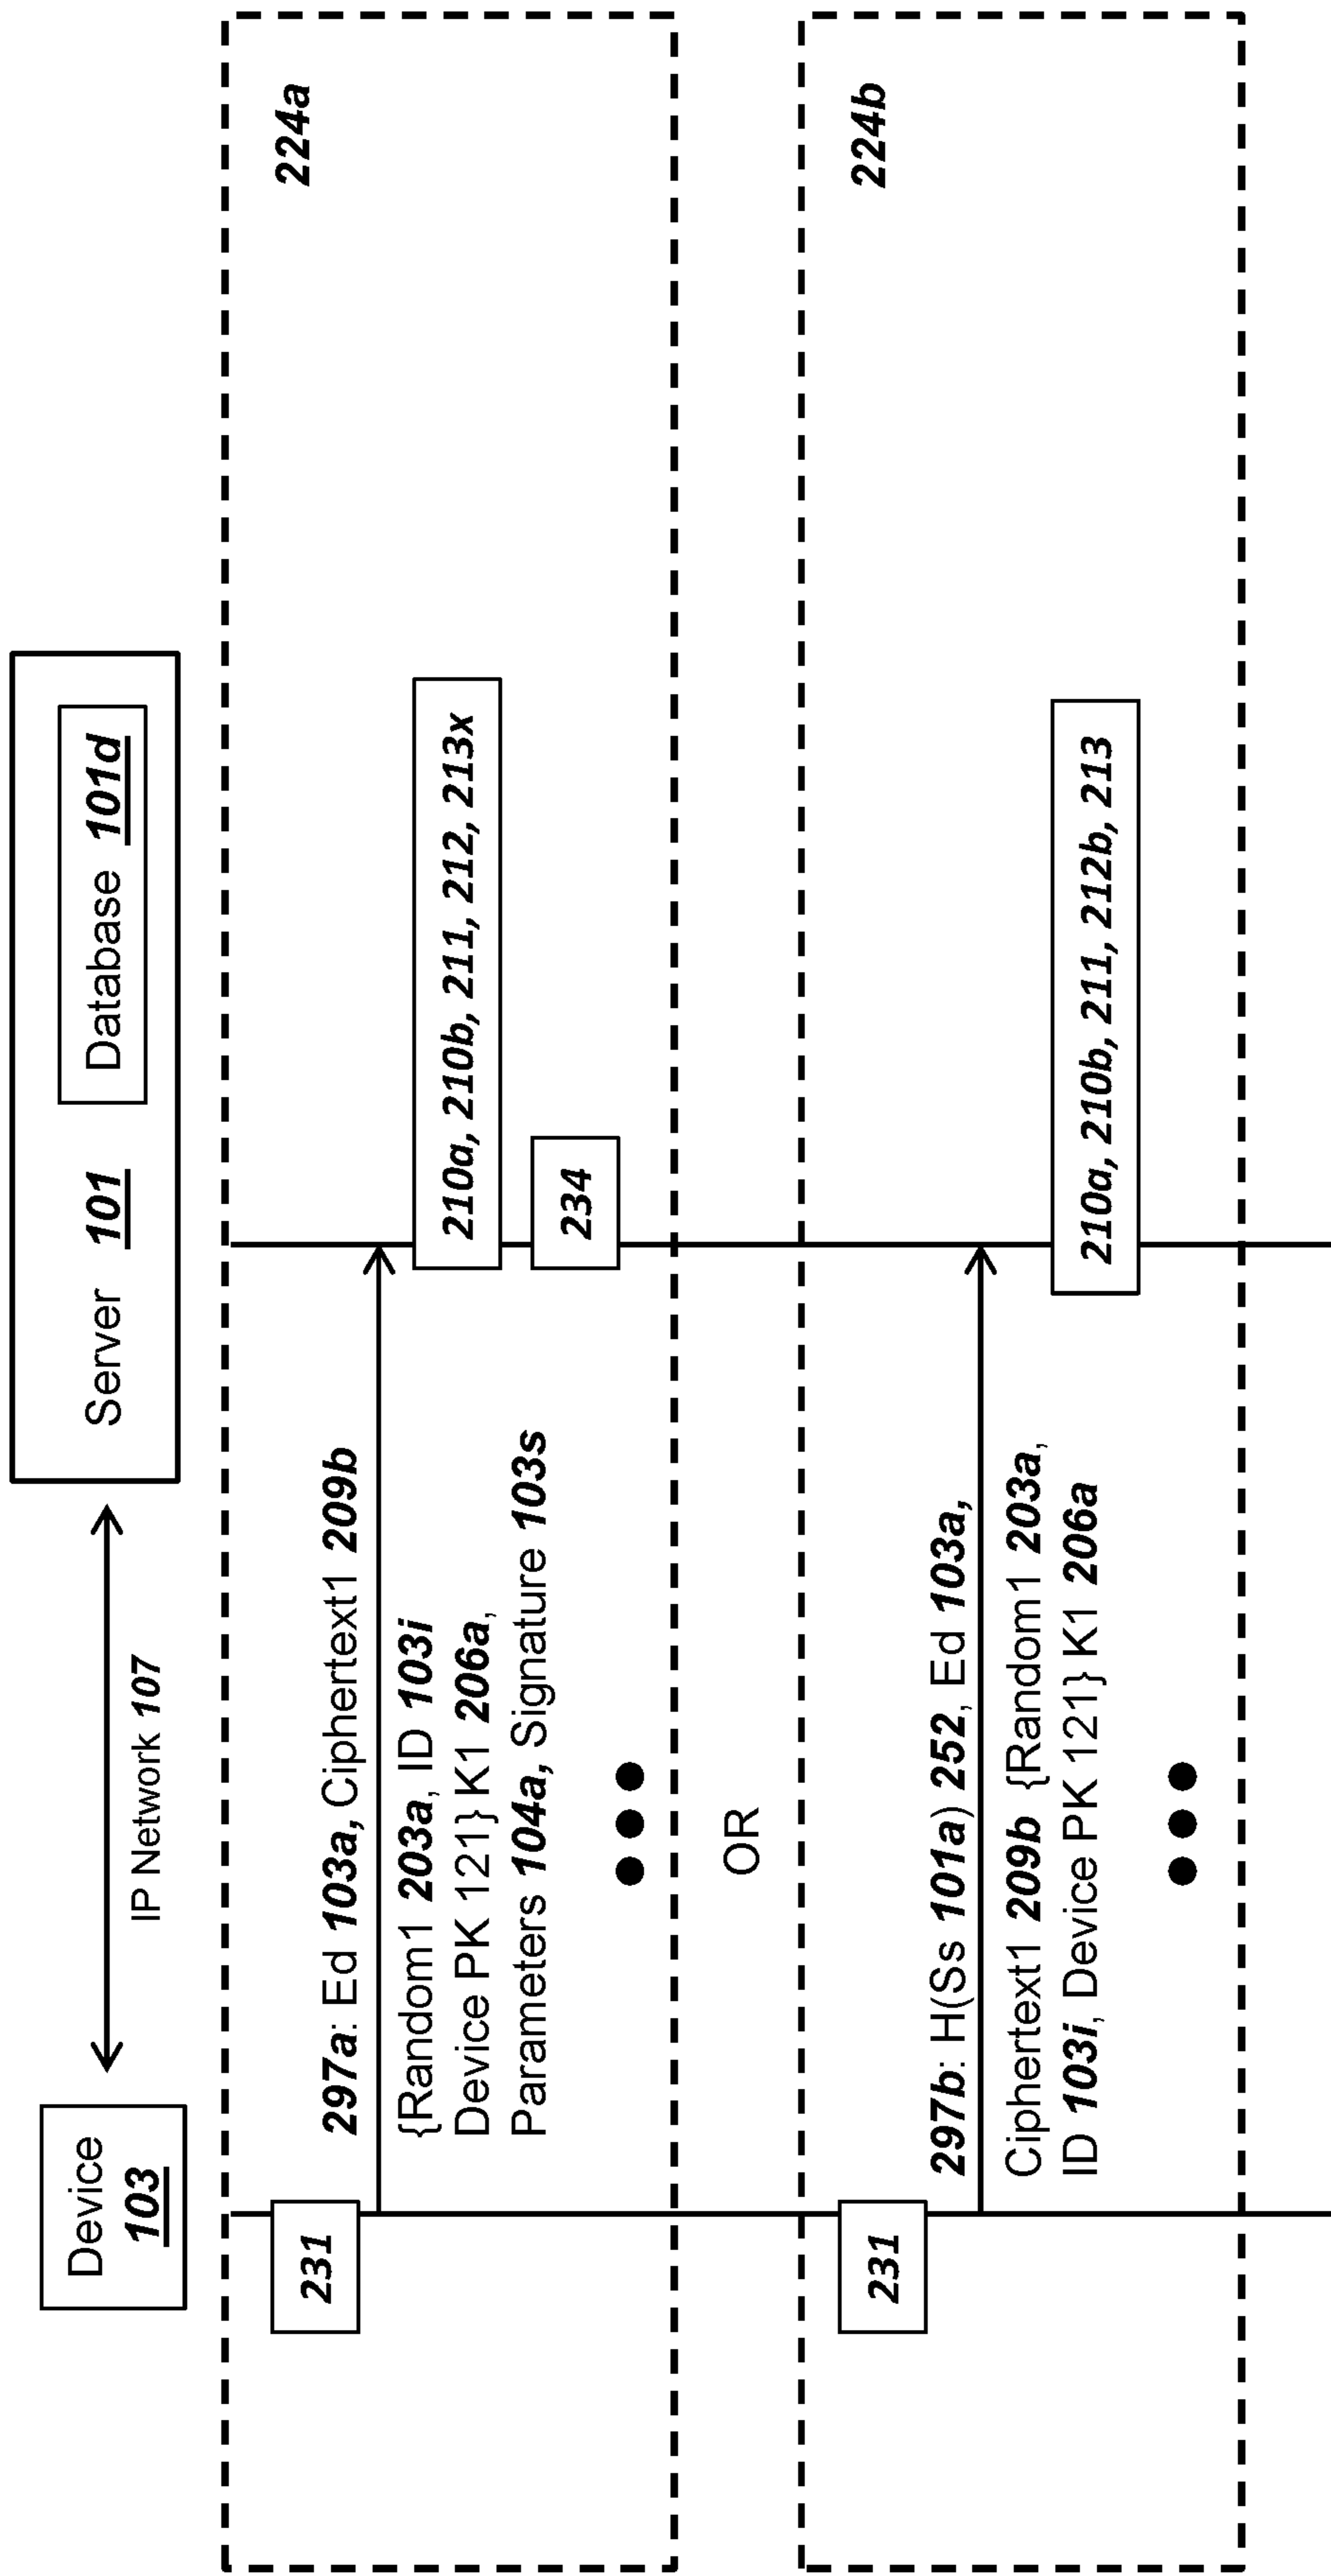 Device
103
IP Network 107
Server 101 Database 101d
224a
231
297a: Ed 103a, Ciphertext1 209b
{Random1 203a, ID 103i
Device PK 121} K1 206a,
Parameters 104a, Signature 103s
210a, 210b, 211, 212, 213x
234
OR
224b
231
297b: H(Ss 101a) 252, Ed 103a,
Ciphertext1 209b {Random1 203a,
ID 103i, Device PK 121} K1 206a
210a, 210b, 211, 212b, 213